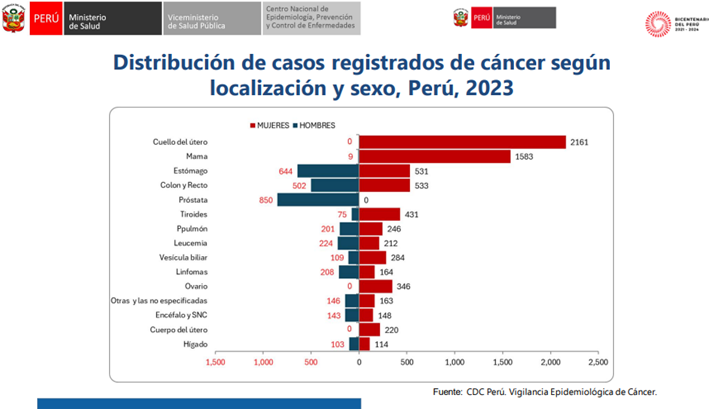 PERÚ
Ministerio
de Salud
Viceministerio
de Salud Pública
Centro Nacional de
Epidemiología, Prevención
y Control de Enfermedades
PERÚ
Ministerio
de Salud
BICENTENARIO
DEL PERÚ
2021 - 2024
Distribución de casos registrados de cáncer según
localización y sexo, Perú, 2023
MUJERES HOMBRES
Cuello del útero 0 2161
Mama 9 1583
Estómago 644 531
Colon y Recto 502 533
Próstata 850 0
Tiroides 75 431
Ppulmón 201 246
Leucemia 224 212
Vesícula biliar 109 284
Linfomas 208 164
Ovario 0 346
Otras y las no especificadas 146 163
Encéfalo y SNC 143 148
Cuerpo del útero 0 220
Hígado 103 114
1,500 1,000 500 0 500 1,000 1,500 2,000 2,500
Fuente: CDC Perú. Vigilancia Epidemiológica de Cáncer.